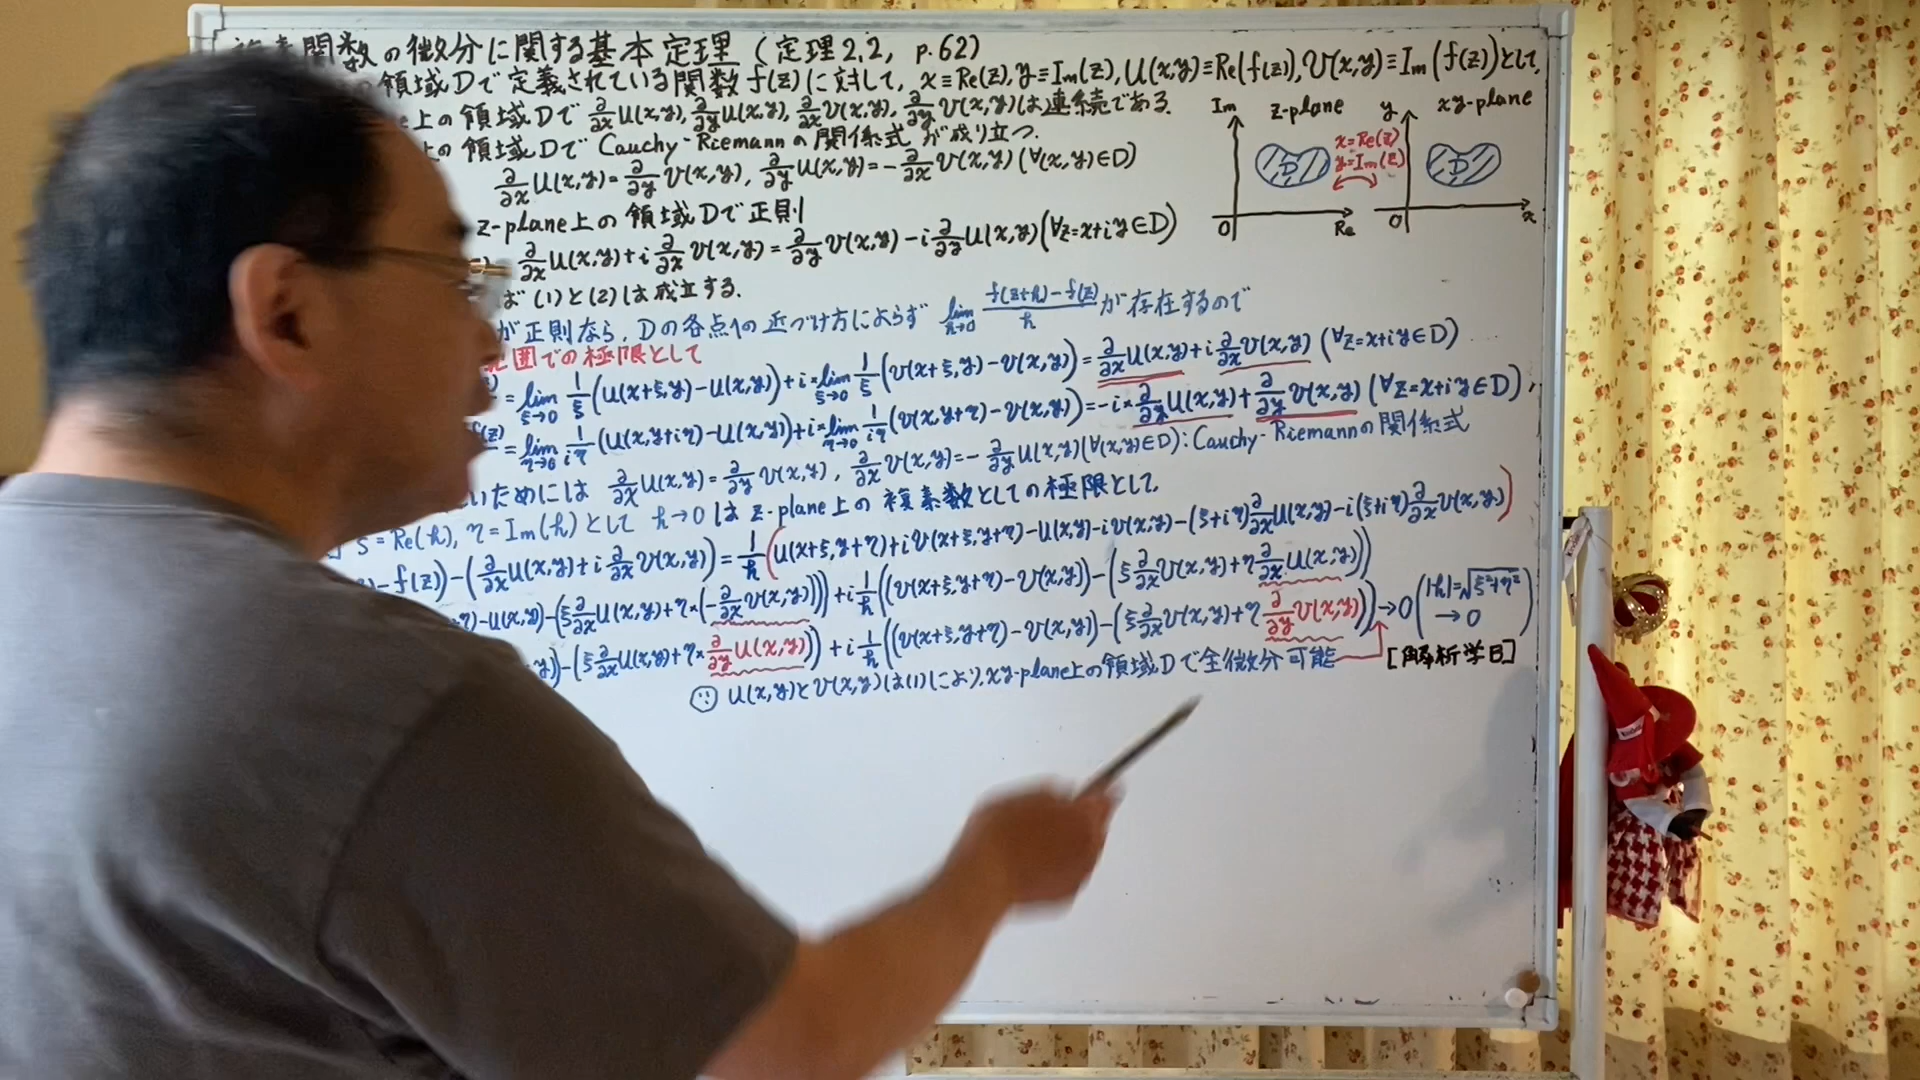 関数の微分に関する基本定理 (定理2.2, p.62)
領域Dで定義されている関数 f(z) に対して, x≡Re(z), y≡Im(z), U(x,y)≡Re(f(z)), V(x,y)≡Im(f(z))として,
上の領域Dで ∂/∂x U(x,y), ∂/∂y U(x,y), ∂/∂x V(x,y), ∂/∂y V(x,y)は連続である.
の領域Dで Cauchy-Riemannの関係式が成り立つ.
∂/∂x U(x,y) = ∂/∂y V(x,y), ∂/∂y U(x,y) = -∂/∂x V(x,y) (∀(x,y)∈D)
z-plane上の領域Dで正則
∂/∂x U(x,y) + i ∂/∂x V(x,y) = ∂/∂y V(x,y) - i ∂/∂y U(x,y) (∀z=x+iy∈D)
ば (1)と(2)は成立する.
Im z-plane y xy-plane
x=Re(z)
y=Im(z)
D D
O Re O x
が正則なら, Dの各点への近づけ方によらず lim h→0 (f(z+h)-f(z))/h が存在するので
囲での極限として
= lim ξ→0 1/ξ (U(x+ξ,y)-U(x,y)) + i× lim ξ→0 1/ξ (V(x+ξ,y)-V(x,y)) = ∂/∂x U(x,y) + i ∂/∂x V(x,y) (∀z=x+iy∈D)
f(z) = lim η→0 1/iη (U(x,y+iη)-U(x,y)) + i× lim η→0 1/iη (V(x,y+η)-V(x,y)) = -i× ∂/∂y U(x,y) + ∂/∂y V(x,y) (∀z=x+iy∈D),
いためには ∂/∂x U(x,y) = ∂/∂y V(x,y), ∂/∂x V(x,y) = - ∂/∂y U(x,y) (∀(x,y)∈D): Cauchy-Riemannの関係式
ξ=Re(h), η=Im(h) として h→0 は z-plane上の複素数としての極限として,
-f(z)) - (∂/∂x U(x,y) + i ∂/∂x V(x,y)) = 1/h (U(x+ξ,y+η)+iV(x+ξ,y+η)-U(x,y)-iV(x,y)-(ξ+iη)∂/∂x U(x,y)-i(ξ+iη)∂/∂x V(x,y))
η)-U(x,y)-(ξ ∂/∂x U(x,y)+η×(-∂/∂x V(x,y)))) + i 1/h ((V(x+ξ,y+η)-V(x,y))-(ξ ∂/∂x V(x,y)+η ∂/∂x U(x,y)))
y))-(ξ ∂/∂x U(x,y)+η× ∂/∂y U(x,y))) + i 1/h ((V(x+ξ,y+η)-V(x,y))-(ξ ∂/∂x V(x,y)+η ∂/∂y V(x,y))) → 0 (|h|=√ξ²+η² → 0)
∵ U(x,y)とV(x,y)は(1)により, xy-plane上の領域Dで全微分可能 [解析学B]